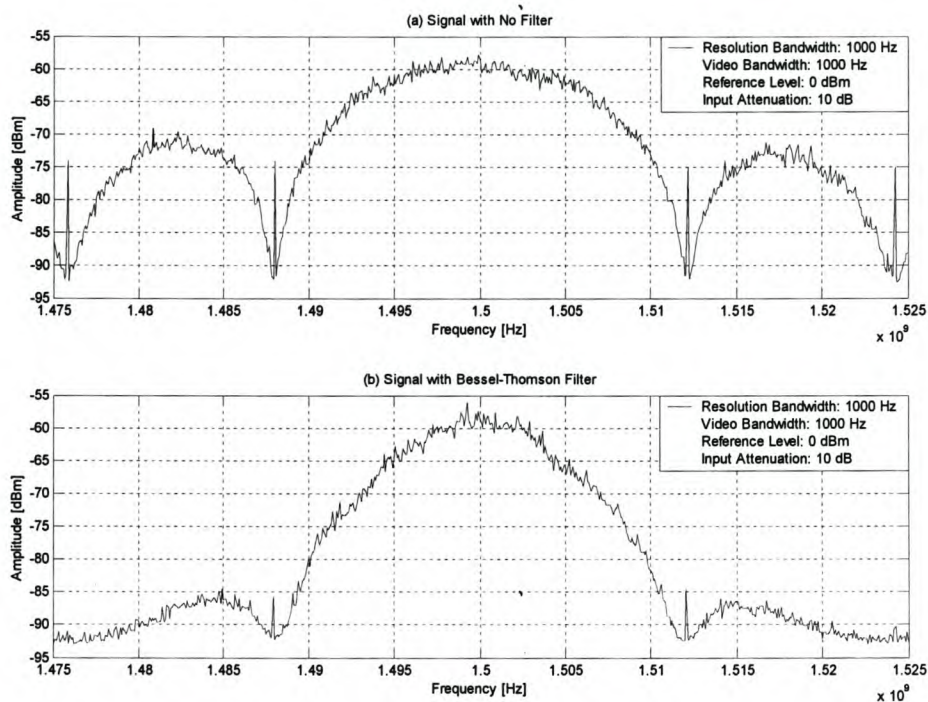 (a) Signal with No Filter
Resolution Bandwidth: 1000 Hz
Video Bandwidth: 1000 Hz
Reference Level: 0 dBm
Input Attenuation: 10 dB
Amplitude [dBm]
-55
-60
-65
-70
-75
-80
-85
-90
-95
1.475
1.48
1.485
1.49
1.495
1.5
1.505
1.51
1.515
1.52
1.525
Frequency [Hz]
x 10⁹
(b) Signal with Bessel-Thomson Filter
Resolution Bandwidth: 1000 Hz
Video Bandwidth: 1000 Hz
Reference Level: 0 dBm
Input Attenuation: 10 dB
Amplitude [dBm]
-55
-60
-65
-70
-75
-80
-85
-90
-95
1.475
1.48
1.485
1.49
1.495
1.5
1.505
1.51
1.515
1.52
1.525
Frequency [Hz]
x 10⁹